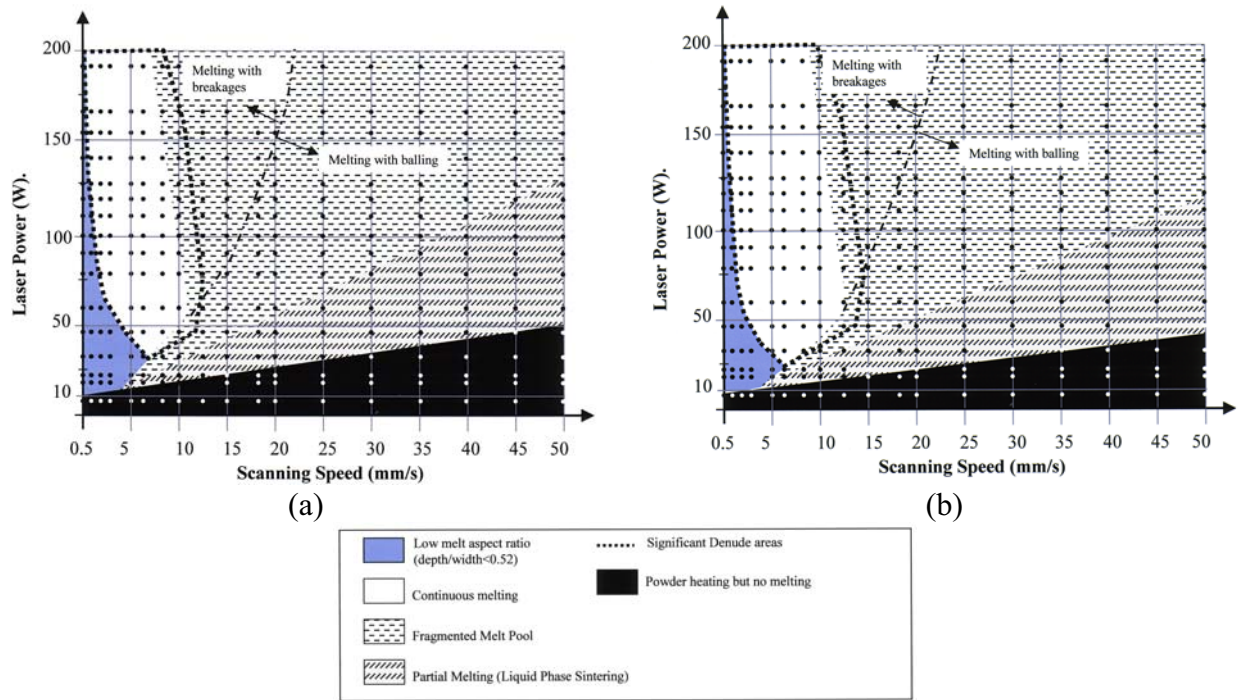 200
150
100
50
10
Laser Power (W).
Melting with
breakages
Melting with balling
0.5 5 10 15 20 25 30 35 40 45 50
Scanning Speed (mm/s)
(a)
200
150
100
50
10
Laser Power (W).
Melting with
breakages
Melting with balling
0.5 5 10 15 20 25 30 35 40 45 50
Scanning Speed (mm/s)
(b)
Low melt aspect ratio
(depth/width<0.52)
Continuous melting
Fragmented Melt Pool
Partial Melting (Liquid Phase Sintering)
Significant Denude areas
Powder heating but no melting